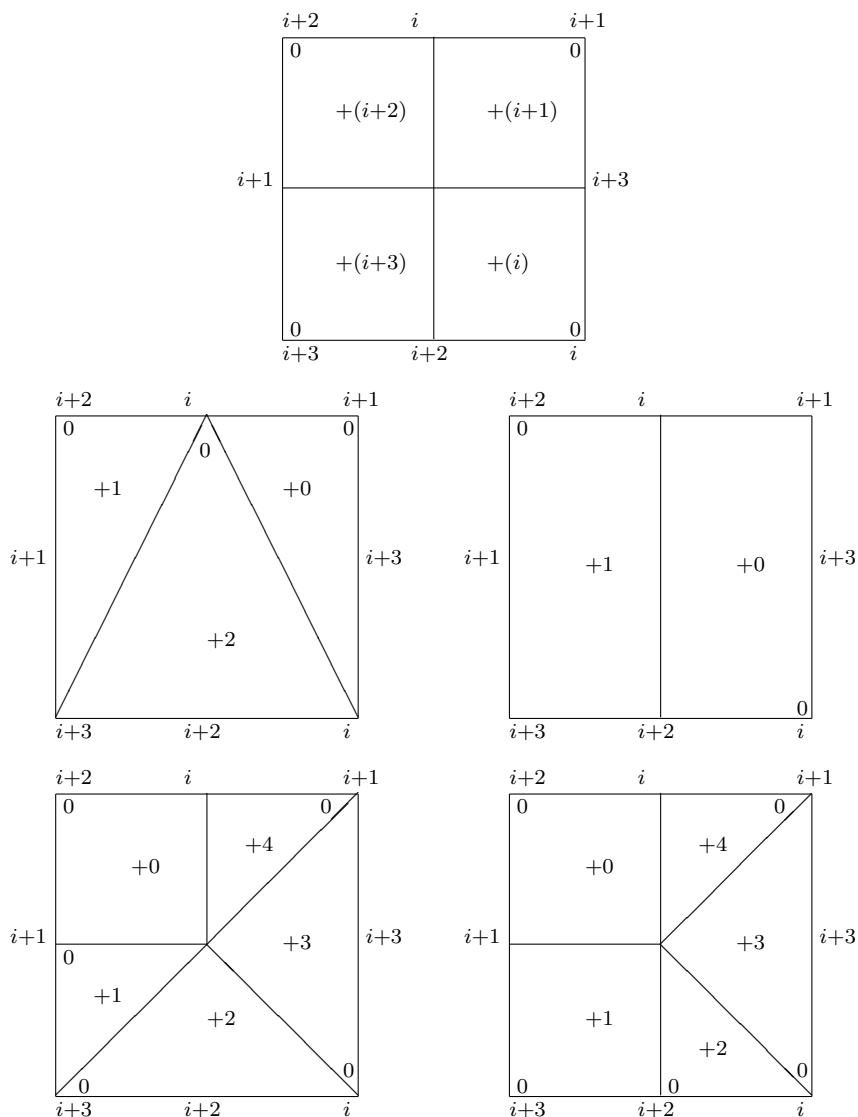 i+2 i i+1
0 0
+(i+2) +(i+1)
i+1 i+3
+(i+3) +(i)
0 0
i+3 i+2 i
i+2 i i+1 i+2 i i+1
0 0 0
0
+1 +0
i+1 i+3 i+1 i+3
+1 +0
+2
0
i+3 i+2 i i+3 i+2 i
i+2 i i+1 i+2 i i+1
0 0 0 0
+4 +4
+0 +0
i+1 +3 i+3 i+1 +3 i+3
0
+1
+2 +1
+2
0 0
0 0 0
i+3 i+2 i i+3 i+2 i